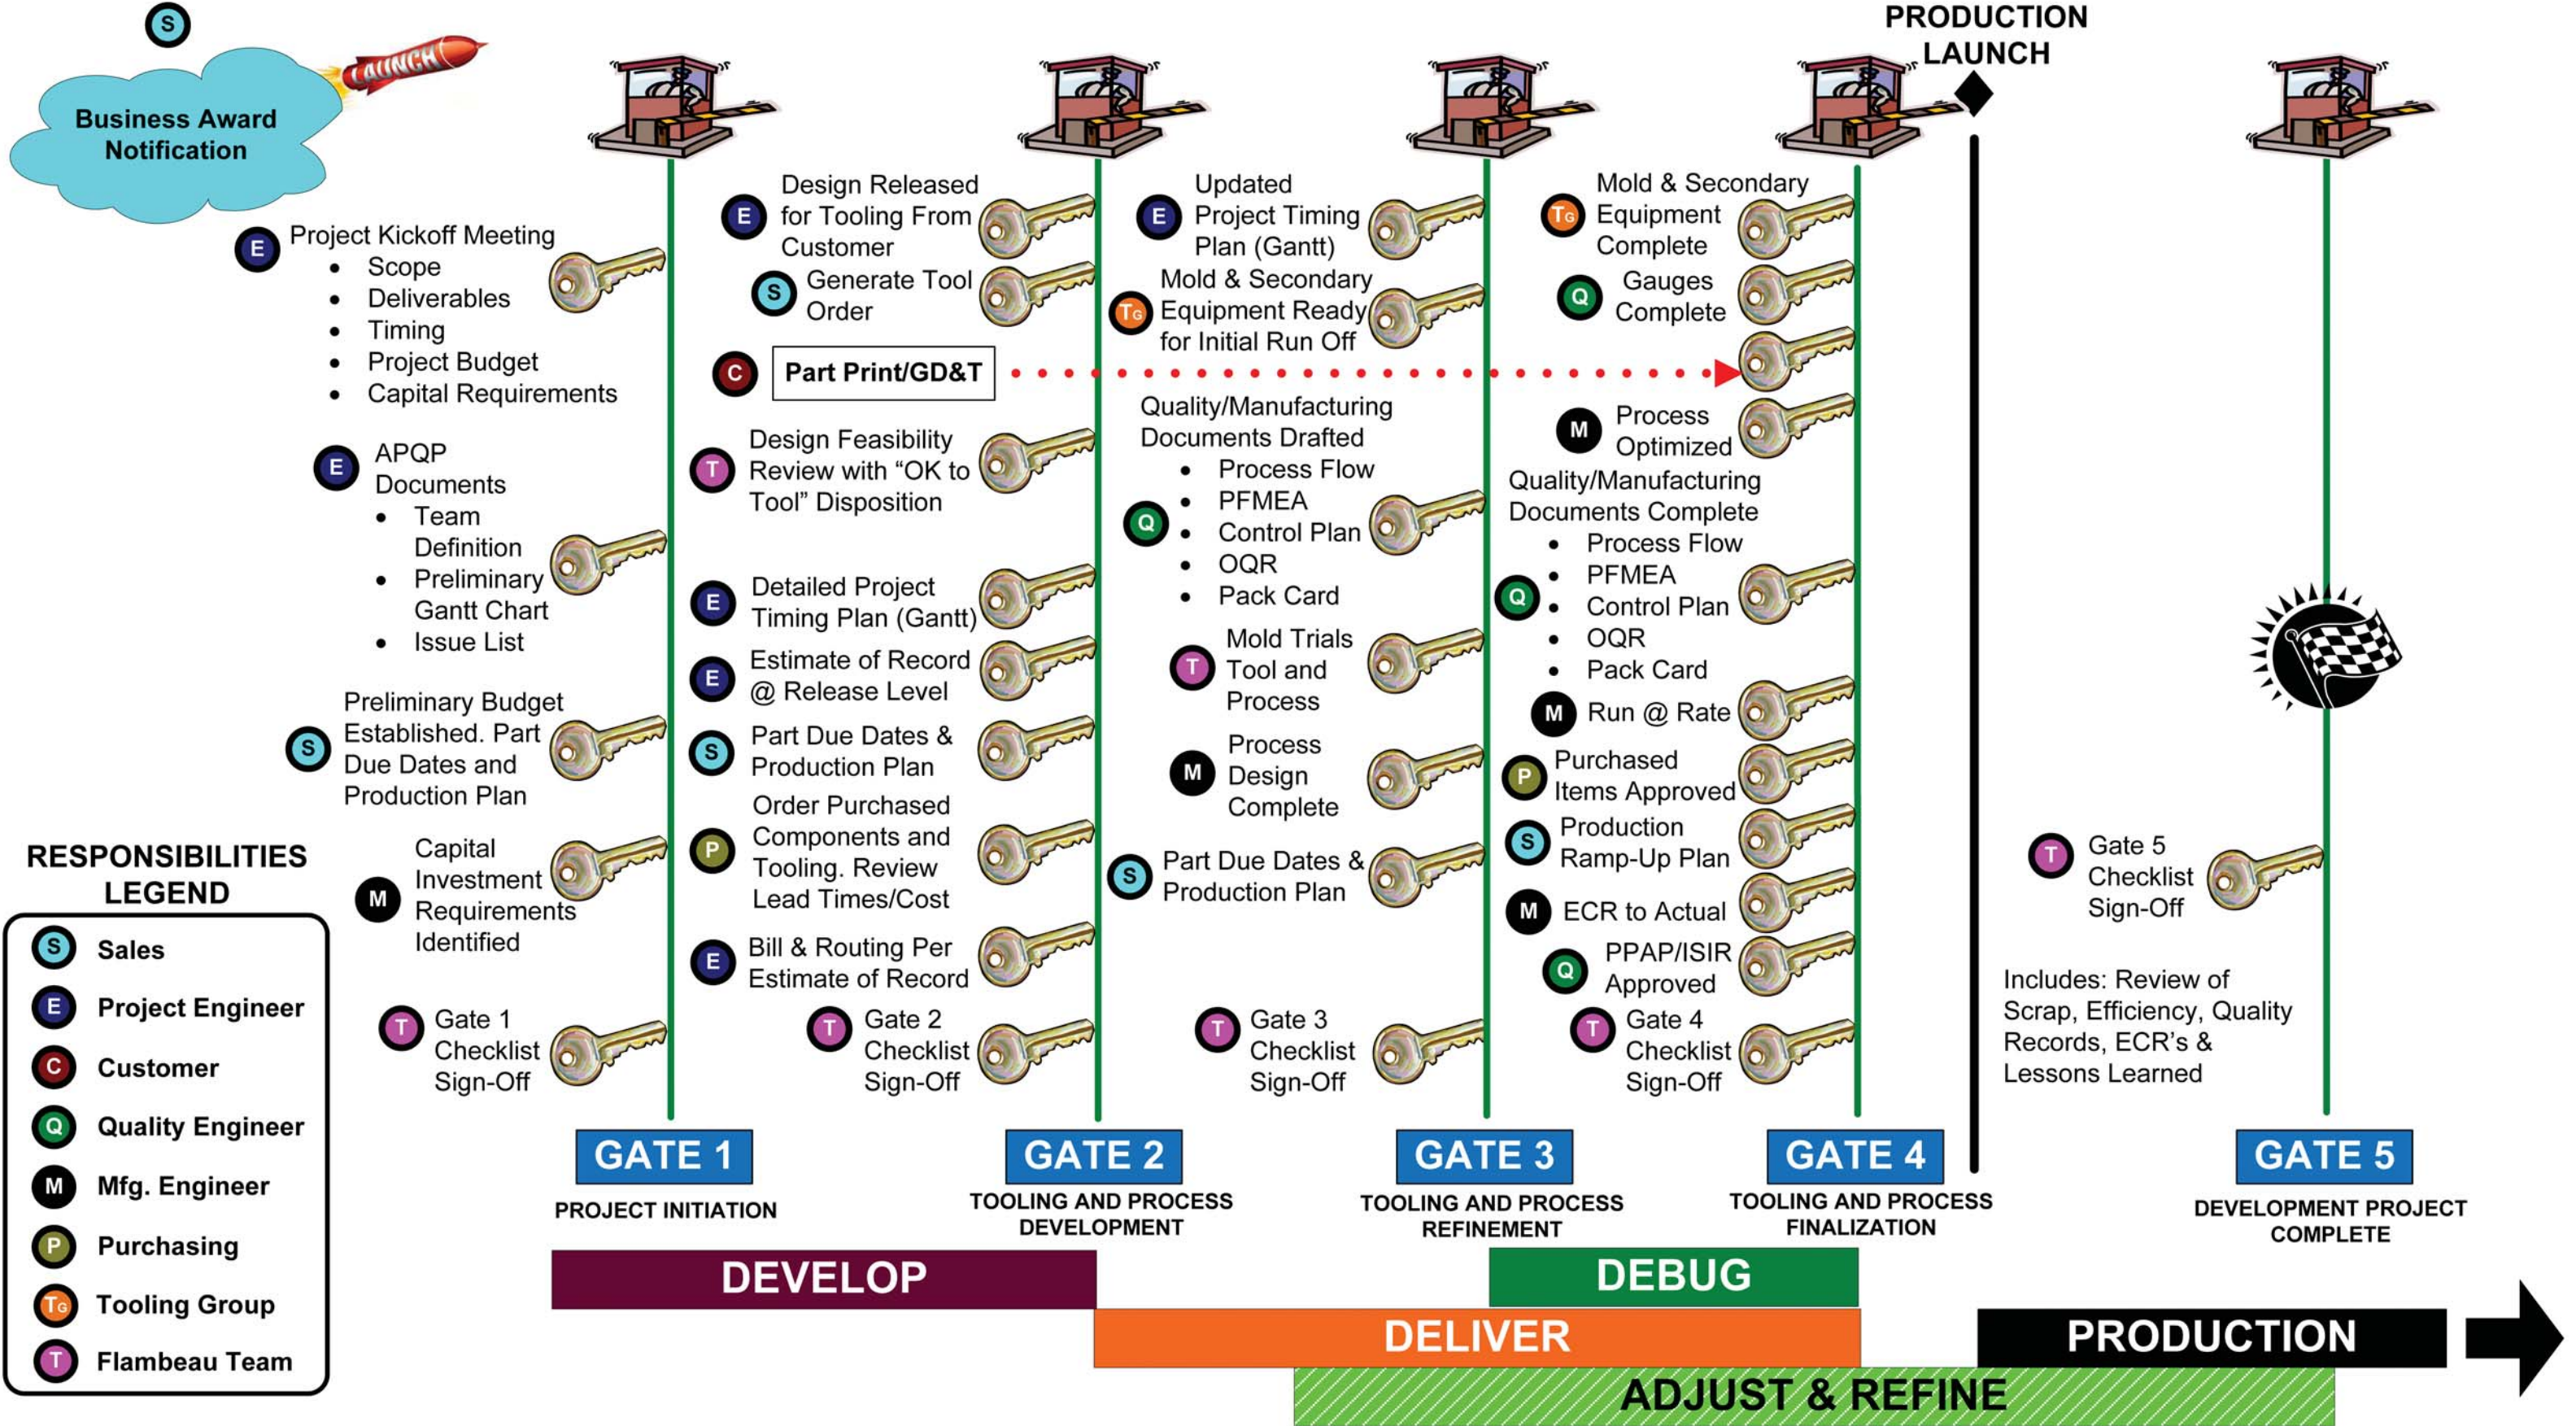 S
Business Award
Notification
LAUNCH
E
Project Kickoff Meeting
• Scope
• Deliverables
• Timing
• Project Budget
• Capital Requirements
E
APQP
Documents
• Team
Definition
• Preliminary
Gantt Chart
• Issue List
S
Preliminary Budget
Established. Part
Due Dates and
Production Plan
M
Capital
Investment
Requirements
Identified
T
Gate 1
Checklist
Sign-Off
E
Design Released
for Tooling From
Customer
S
Generate Tool
Order
C
Part Print/GD&T
T
Design Feasibility
Review with “OK to
Tool” Disposition
E
Detailed Project
Timing Plan (Gantt)
E
Estimate of Record
@ Release Level
S
Part Due Dates &
Production Plan
P
Order Purchased
Components and
Tooling. Review
Lead Times/Cost
E
Bill & Routing Per
Estimate of Record
T
Gate 2
Checklist
Sign-Off
E
Updated
Project Timing
Plan (Gantt)
TG
Mold & Secondary
Equipment Ready
for Initial Run Off
Quality/Manufacturing
Documents Drafted
Q
• Process Flow
• PFMEA
• Control Plan
• OQR
• Pack Card
T
Mold Trials
Tool and
Process
M
Process
Design
Complete
S
Part Due Dates &
Production Plan
T
Gate 3
Checklist
Sign-Off
TG
Mold & Secondary
Equipment
Complete
Q
Gauges
Complete
M
Process
Optimized
Quality/Manufacturing
Documents Complete
Q
• Process Flow
• PFMEA
• Control Plan
• OQR
• Pack Card
M
Run @ Rate
P
Purchased
Items Approved
S
Production
Ramp-Up Plan
M
ECR to Actual
Q
PPAP/ISIR
Approved
T
Gate 4
Checklist
Sign-Off
PRODUCTION
LAUNCH
T
Gate 5
Checklist
Sign-Off
Includes: Review of
Scrap, Efficiency, Quality
Records, ECR’s &
Lessons Learned
RESPONSIBILITIES
LEGEND
S Sales
E Project Engineer
C Customer
Q Quality Engineer
M Mfg. Engineer
P Purchasing
TG Tooling Group
T Flambeau Team
GATE 1
PROJECT INITIATION
GATE 2
TOOLING AND PROCESS
DEVELOPMENT
GATE 3
TOOLING AND PROCESS
REFINEMENT
GATE 4
TOOLING AND PROCESS
FINALIZATION
GATE 5
DEVELOPMENT PROJECT
COMPLETE
DEVELOP
DEBUG
DELIVER
PRODUCTION
ADJUST & REFINE